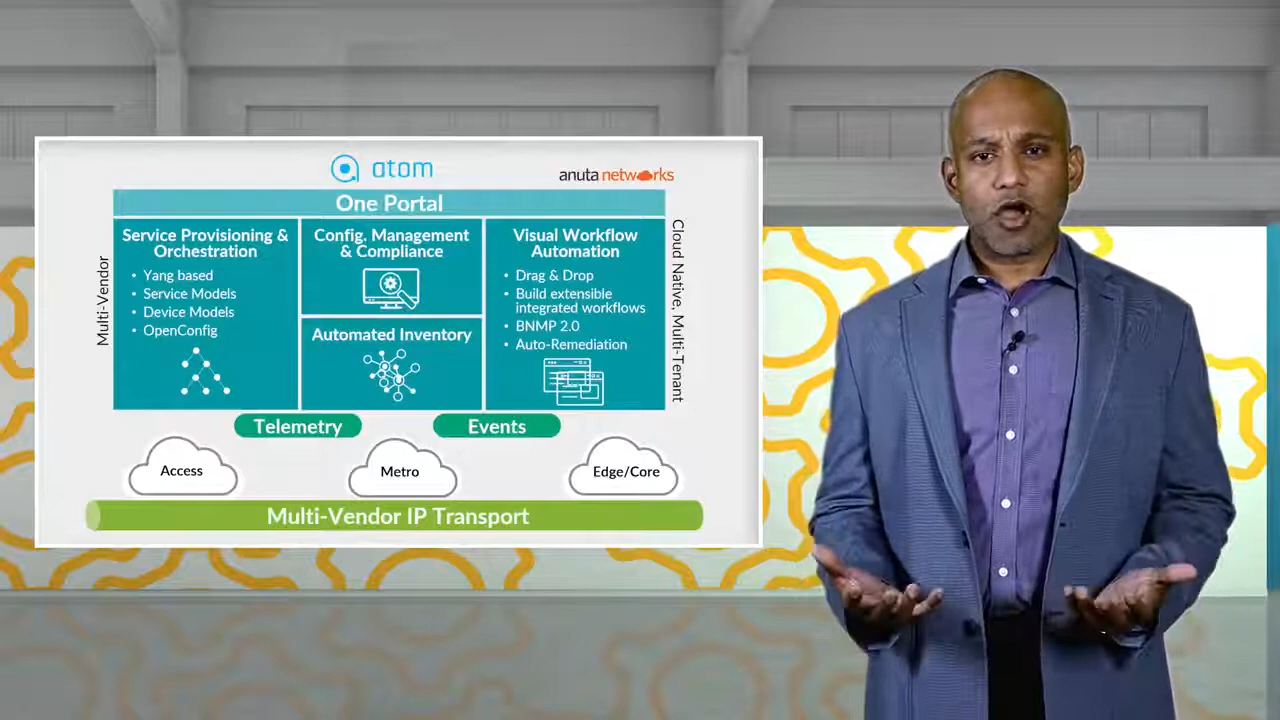 atom
anuta networks
One Portal
Multi-Vendor
Service Provisioning &
Orchestration
• Yang based
• Service Models
• Device Models
• OpenConfig
Config. Management
& Compliance
Automated Inventory
Visual Workflow
Automation
• Drag & Drop
• Build extensible
integrated workflows
• BNMP 2.0
• Auto-Remediation
Cloud Native, Multi-Tenant
Telemetry
Events
Access
Metro
Edge/Core
Multi-Vendor IP Transport